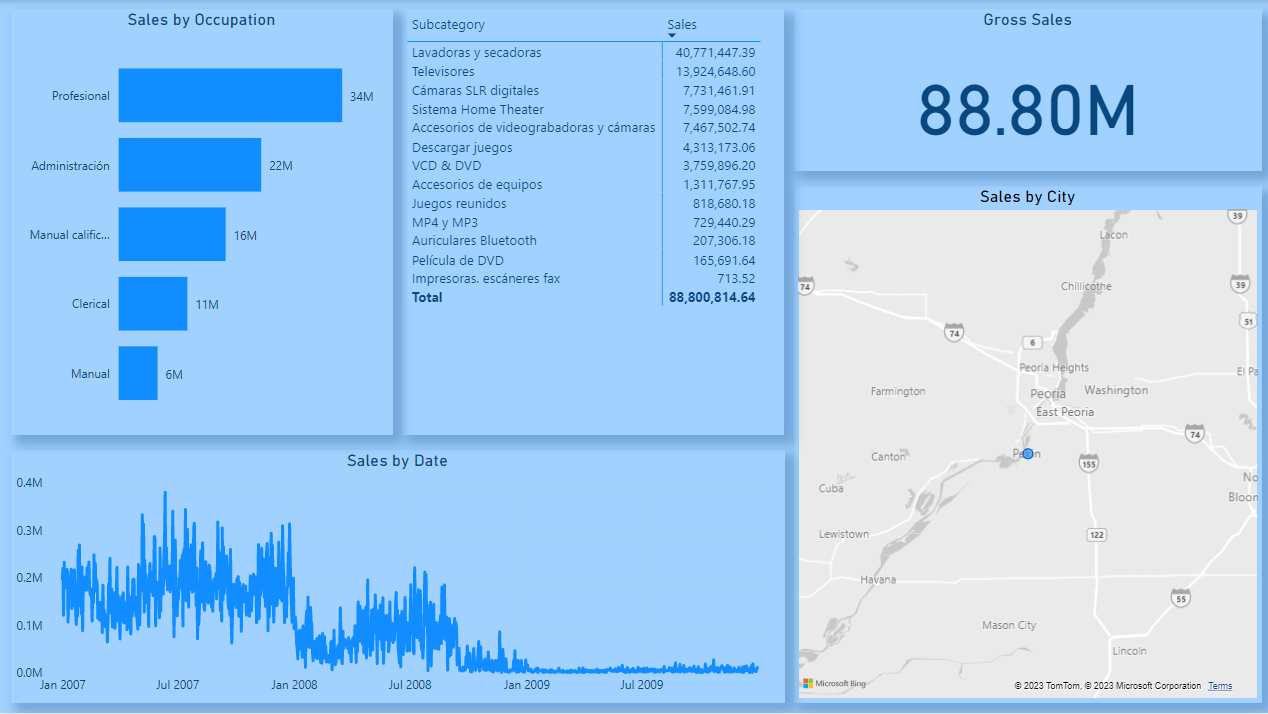 Sales by Occupation
Profesional 34M
Administración 22M
Manual calific... 16M
Clerical 11M
Manual 6M
Subcategory Sales
Lavadoras y secadoras 40,771,447.39
Televisores 13,924,648.60
Cámaras SLR digitales 7,731,461.91
Sistema Home Theater 7,599,084.98
Accesorios de videograbadoras y cámaras 7,467,502.74
Descargar juegos 4,313,173.06
VCD & DVD 3,759,896.20
Accesorios de equipos 1,311,767.95
Juegos reunidos 818,680.18
MP4 y MP3 729,440.29
Auriculares Bluetooth 207,306.18
Película de DVD 165,691.64
Impresoras. escáneres fax 713.52
Total 88,800,814.64
Gross Sales
88.80M
Sales by City
39
Lacon
74
Chillicothe
39
51
74
6
Peoria Heights
El Pa
Farmington
Peoria
Washington
East Peoria
74
Canton
155
No
Cuba
Bloon
Lewistown
122
Havana
55
Mason City
Lincoln
Microsoft Bing
© 2023 TomTom, © 2023 Microsoft Corporation Terms
Sales by Date
0.4M
0.3M
0.2M
0.1M
0.0M
Jan 2007 Jul 2007 Jan 2008 Jul 2008 Jan 2009 Jul 2009